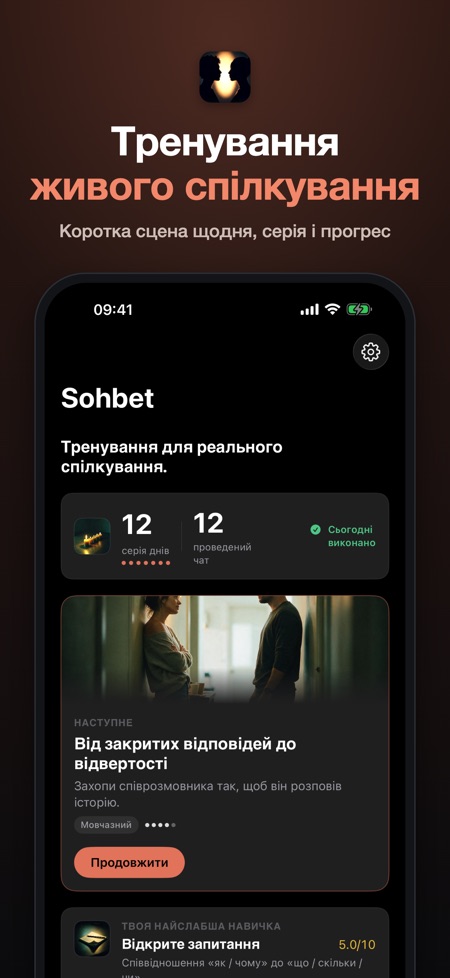 Тренування
живого спілкування
Коротка сцена щодня, серія і прогрес
09:41
Sohbet
Тренування для реального
спілкування.
12
серія днів
12
проведений
чат
Сьогодні
виконано
НАСТУПНЕ
Від закритих відповідей до
відвертості
Захопи співрозмовника так, щоб він розповів
історію.
Мовчазний
Продовжити
ТВОЯ НАЙСЛАБША НАВИЧКА
Відкрите запитання
5.0/10
Співвідношення «як / чому» до «що / скільки /
чи»